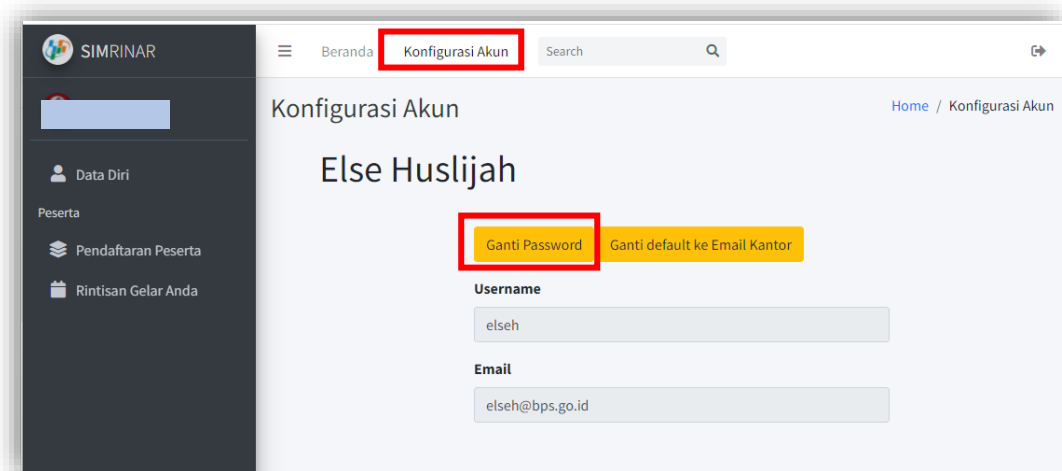 SIMRINAR
Beranda Konfigurasi Akun Search
Konfigurasi Akun
Home / Konfigurasi Akun
Else Huslijah
Data Diri
Peserta
Pendaftaran Peserta
Rintisan Gelar Anda
Ganti Password Ganti default ke Email Kantor
Username
elseh
Email
elseh@bps.go.id